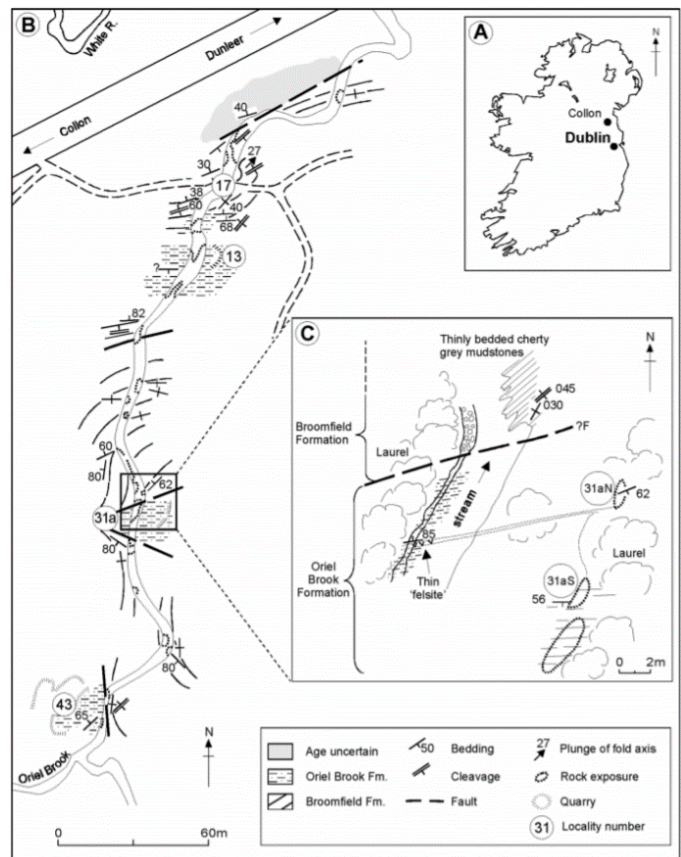 B
White R.
Dunleer
Collon
40
30
27
17
38
60
40
68
13
?
82
60
80
62
31a
80
80
43
65
N
Oriel Brook
0 60m
A
N
Collon
Dublin
C
Thinly bedded cherty
grey mudstones
N
045
030
Broomfield
Formation
Laurel
?F
stream
31aN
62
85
Laurel
Oriel
Brook
Formation
Thin
'felsite'
31aS
56
0 2m
Age uncertain
50 Bedding
27 Plunge of fold axis
Oriel Brook Fm.
Cleavage
Rock exposure
Broomfield Fm.
Fault
Quarry
31 Locality number